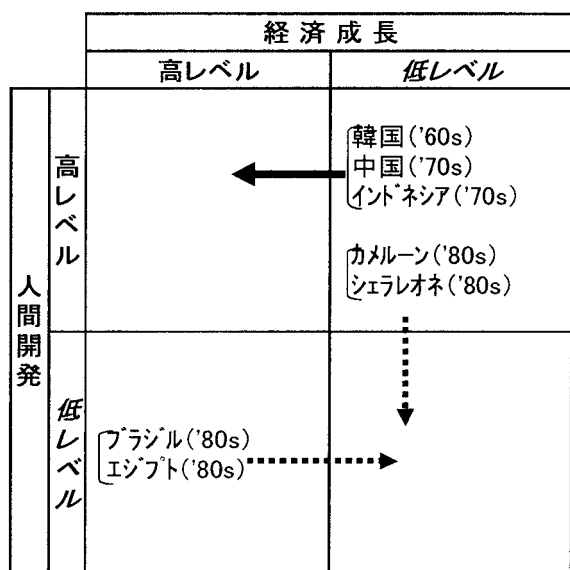 経済成長
高レベル
低レベル
人間開発
高レベル
韓国('60s)
中国('70s)
インドネシア('70s)
カメルーン('80s)
シェラレオネ('80s)
低レベル
ブラジル('80s)
エジプト('80s)